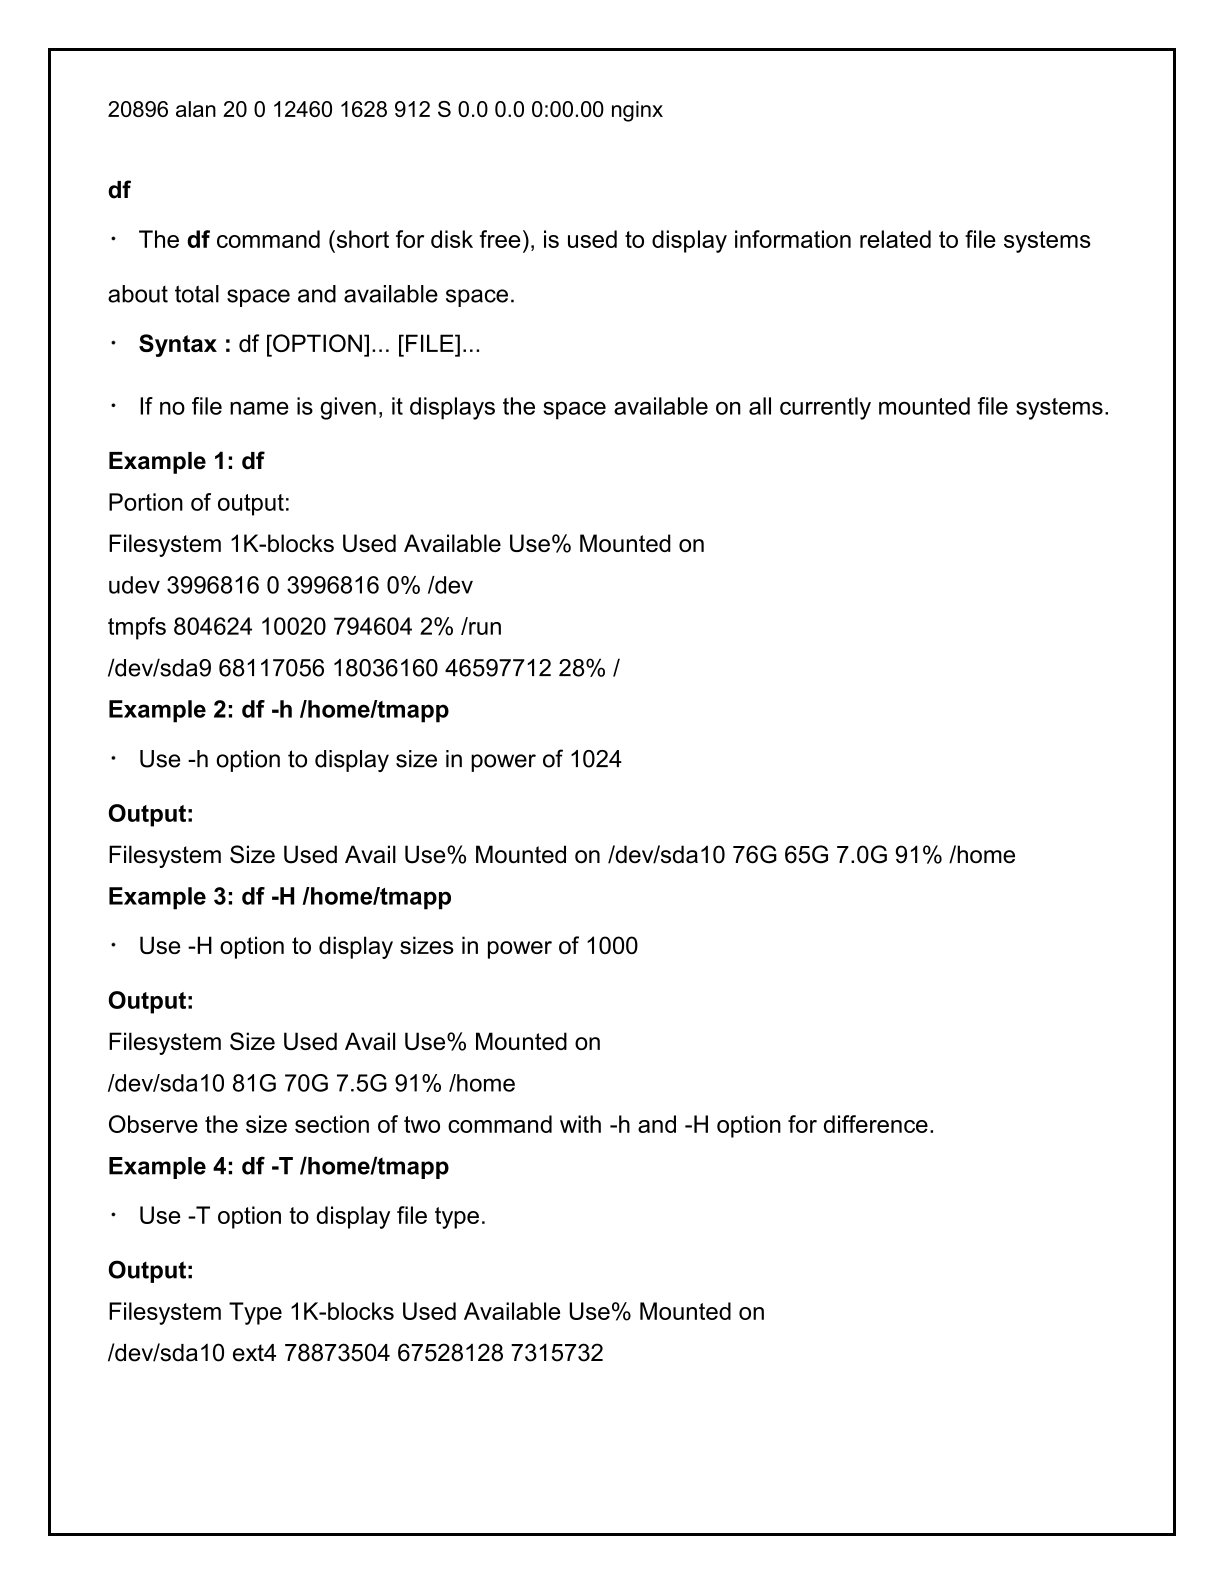 20896 alan 20 0 12460 1628 912 S 0.0 0.0 0:00.00 nginx
df
· The df command (short for disk free), is used to display information related to file systems
about total space and available space.
· Syntax : df [OPTION]... [FILE]...
· If no file name is given, it displays the space available on all currently mounted file systems.
Example 1: df
Portion of output:
Filesystem 1K-blocks Used Available Use% Mounted on
udev 3996816 0 3996816 0% /dev
tmpfs 804624 10020 794604 2% /run
/dev/sda9 68117056 18036160 46597712 28% /
Example 2: df -h /home/tmapp
· Use -h option to display size in power of 1024
Output:
Filesystem Size Used Avail Use% Mounted on /dev/sda10 76G 65G 7.0G 91% /home
Example 3: df -H /home/tmapp
· Use -H option to display sizes in power of 1000
Output:
Filesystem Size Used Avail Use% Mounted on
/dev/sda10 81G 70G 7.5G 91% /home
Observe the size section of two command with -h and -H option for difference.
Example 4: df -T /home/tmapp
· Use -T option to display file type.
Output:
Filesystem Type 1K-blocks Used Available Use% Mounted on
/dev/sda10 ext4 78873504 67528128 7315732